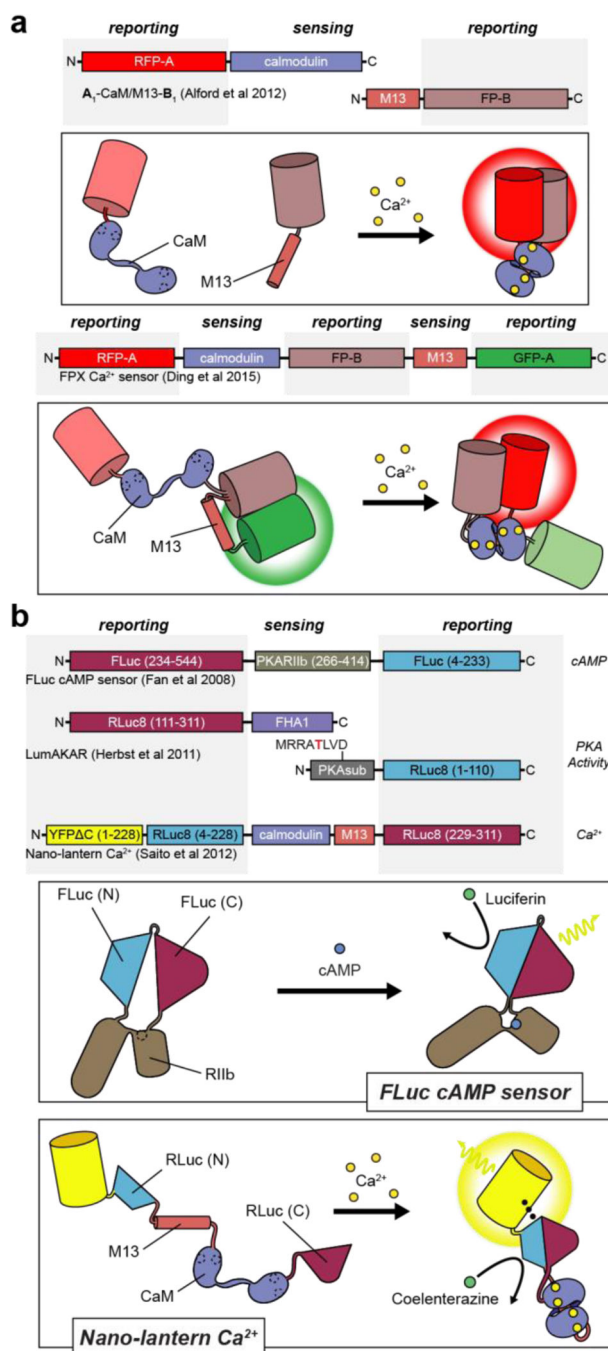 a
reporting sensing reporting
N RFP-A calmodulin C
A1-CaM/M13-B1 (Alford et al 2012)
N M13 FP-B C
CaM
M13
Ca2+
reporting sensing reporting sensing reporting
N RFP-A calmodulin FP-B M13 GFP-A C
FPX Ca2+ sensor (Ding et al 2015)
CaM
M13
Ca2+
b
reporting sensing reporting
N FLuc (234-544) PKARIIb (266-414) FLuc (4-233) C cAMP
FLuc cAMP sensor (Fan et al 2008)
N RLuc8 (111-311) FHA1 C
LumAKAR (Herbst et al 2011)
MRRATLVD
N PKAsub RLuc8 (1-110) C
PKA
Activity
N YFPΔC (1-228) RLuc8 (4-228) calmodulin M13 RLuc8 (229-311) C Ca2+
Nano-lantern Ca2+ (Saito et al 2012)
FLuc (N)
FLuc (C)
RIIb
cAMP
Luciferin
FLuc cAMP sensor
RLuc (N)
M13
CaM
RLuc (C)
Ca2+
Coelenterazine
Nano-lantern Ca2+